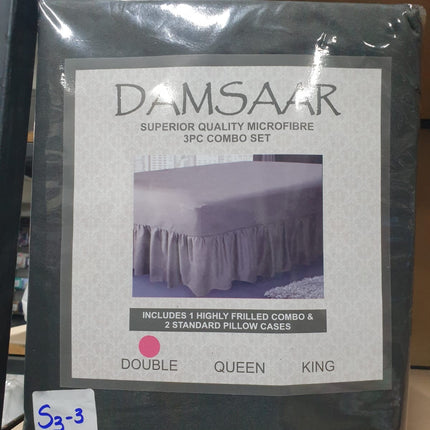 DAMSAAR
SUPERIOR QUALITY MICROFIBRE
3PC COMBO SET
INCLUDES 1 HIGHLY FRILLED COMBO &
2 STANDARD PILLOW CASES
DOUBLE QUEEN KING
S3-3